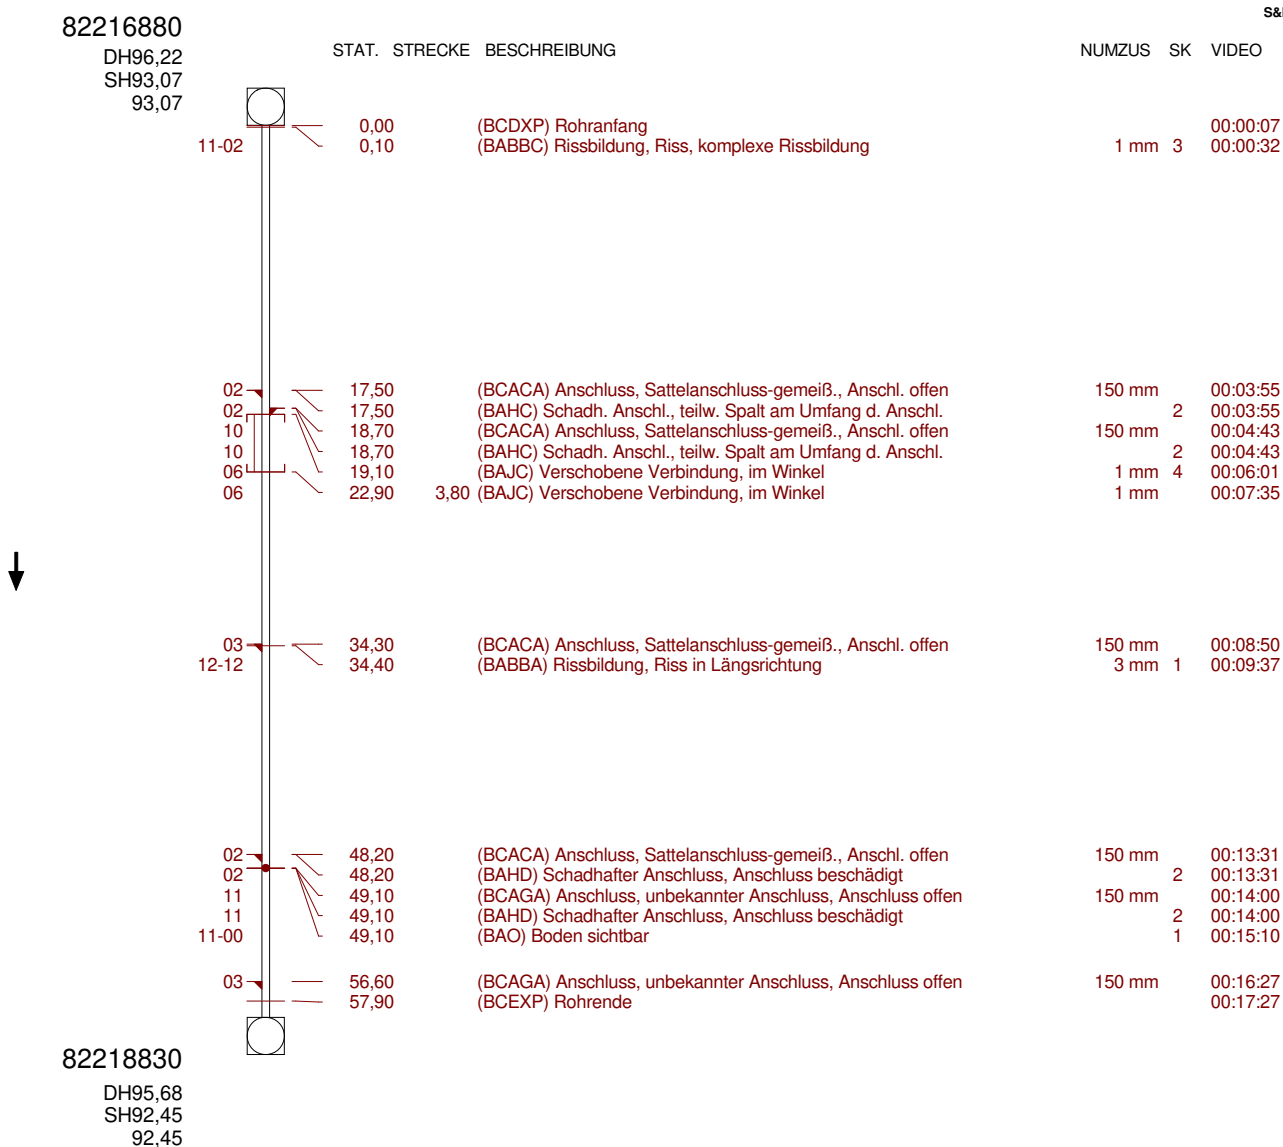 S&
82216880
DH96,22
SH93,07
93,07
STAT. STRECKE BESCHREIBUNG NUMZUS SK VIDEO
0,00 (BCDXP) Rohranfang 00:00:07
11-02 0,10 (BABBC) Rissbildung, Riss, komplexe Rissbildung 1 mm 3 00:00:32
02 17,50 (BCACA) Anschluss, Sattelanschluss-gemeiß., Anschl. offen 150 mm 00:03:55
02 17,50 (BAHC) Schadh. Anschl., teilw. Spalt am Umfang d. Anschl. 2 00:03:55
10 18,70 (BCACA) Anschluss, Sattelanschluss-gemeiß., Anschl. offen 150 mm 00:04:43
10 18,70 (BAHC) Schadh. Anschl., teilw. Spalt am Umfang d. Anschl. 2 00:04:43
06 19,10 (BAJC) Verschobene Verbindung, im Winkel 1 mm 4 00:06:01
06 22,90 3,80 (BAJC) Verschobene Verbindung, im Winkel 1 mm 00:07:35
03 34,30 (BCACA) Anschluss, Sattelanschluss-gemeiß., Anschl. offen 150 mm 00:08:50
12-12 34,40 (BABBA) Rissbildung, Riss in Längsrichtung 3 mm 1 00:09:37
02 48,20 (BCACA) Anschluss, Sattelanschluss-gemeiß., Anschl. offen 150 mm 00:13:31
02 48,20 (BAHD) Schadhafter Anschluss, Anschluss beschädigt 2 00:13:31
11 49,10 (BCAGA) Anschluss, unbekannter Anschluss, Anschluss offen 150 mm 00:14:00
11 49,10 (BAHD) Schadhafter Anschluss, Anschluss beschädigt 2 00:14:00
11-00 49,10 (BAO) Boden sichtbar 1 00:15:10
03 56,60 (BCAGA) Anschluss, unbekannter Anschluss, Anschluss offen 150 mm 00:16:27
57,90 (BCEXP) Rohrende 00:17:27
82218830
DH95,68
SH92,45
92,45